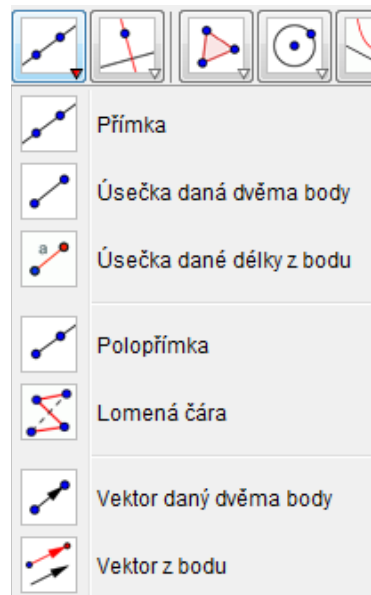 Přímka
Úsečka daná dvěma body
a
Úsečka dané délky z bodu
Polopřímka
Lomená čára
Vektor daný dvěma body
Vektor z bodu